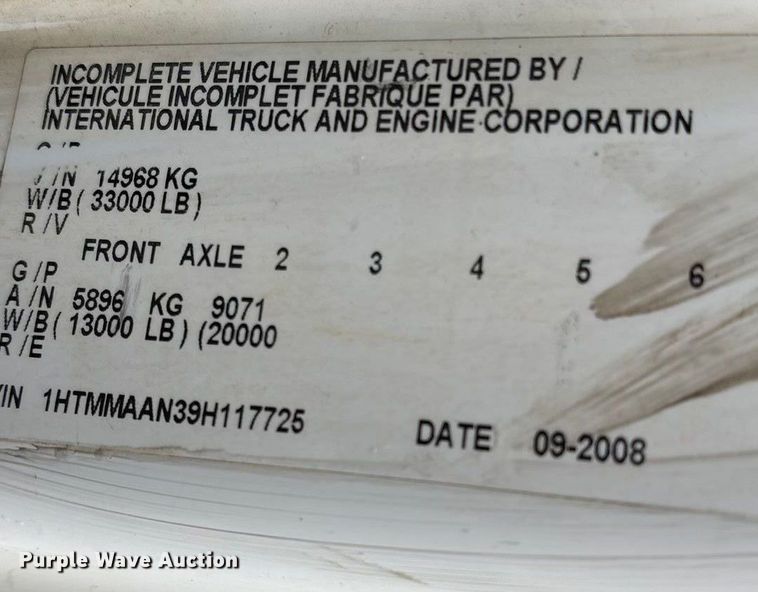 INCOMPLETE VEHICLE MANUFACTURED BY /
(VEHICULE INCOMPLET FABRIQUE PAR)
INTERNATIONAL TRUCK AND ENGINE CORPORATION
/N 14968 KG
W/B ( 33000 LB )
R /V
FRONT AXLE 2 3 4 5 6
G /P
A /N 5896 KG 9071
W/B ( 13000 LB ) (20000
R /E
/IN 1HTMMAAN39H117725 DATE 09-2008
Purple Wave Auction